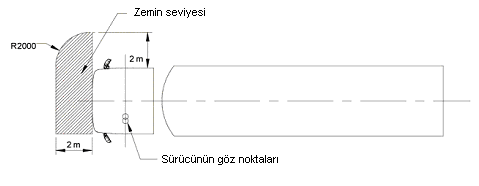 Zemin seviyesi
R2000
2 m
2 m
Sürücünün göz noktaları